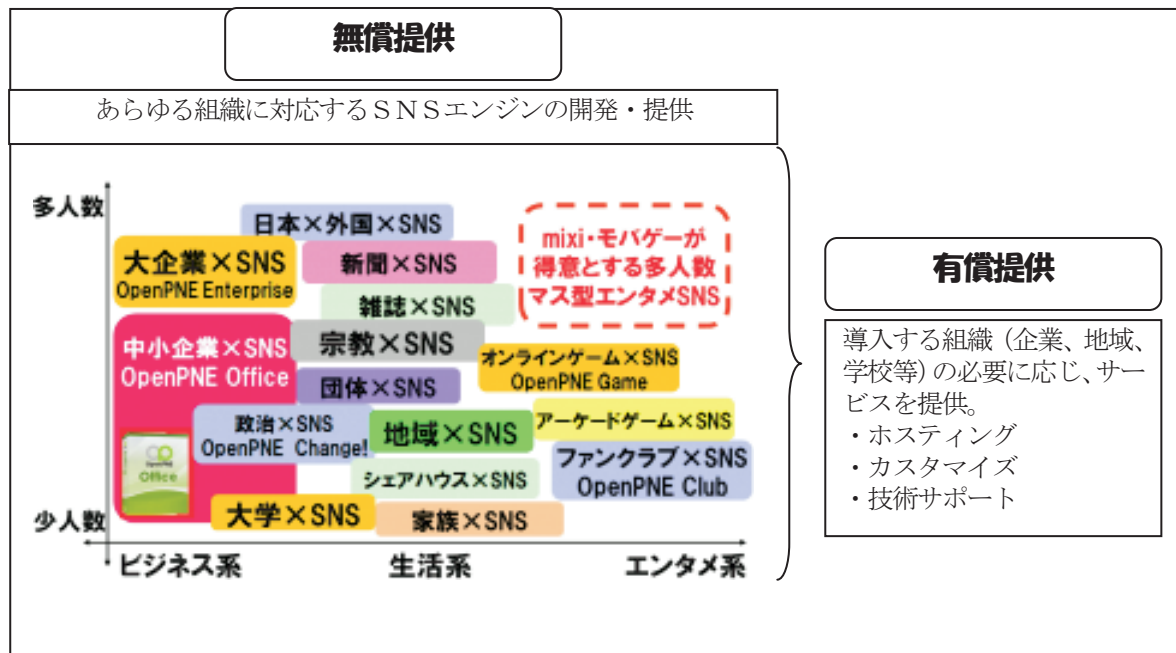 無償提供
あらゆる組織に対応するＳＮＳエンジンの開発・提供
多人数
日本×外国×SNS
大企業×SNS
OpenPNE Enterprise
新聞×SNS
mixi・モバゲーが
得意とする多人数
マス型エンタメSNS
雑誌×SNS
中小企業×SNS
OpenPNE Office
宗教×SNS
オンラインゲーム×SNS
OpenPNE Game
団体×SNS
政治×SNS
OpenPNE Change!
地域×SNS
アーケードゲーム×SNS
ファンクラブ×SNS
OpenPNE Club
シェアハウス×SNS
OpenPNE
Office
大学×SNS
家族×SNS
少人数
ビジネス系
生活系
エンタメ系
有償提供
導入する組織（企業、地域、
学校等）の必要に応じ、サー
ビスを提供。
・ホスティング
・カスタマイズ
・技術サポート